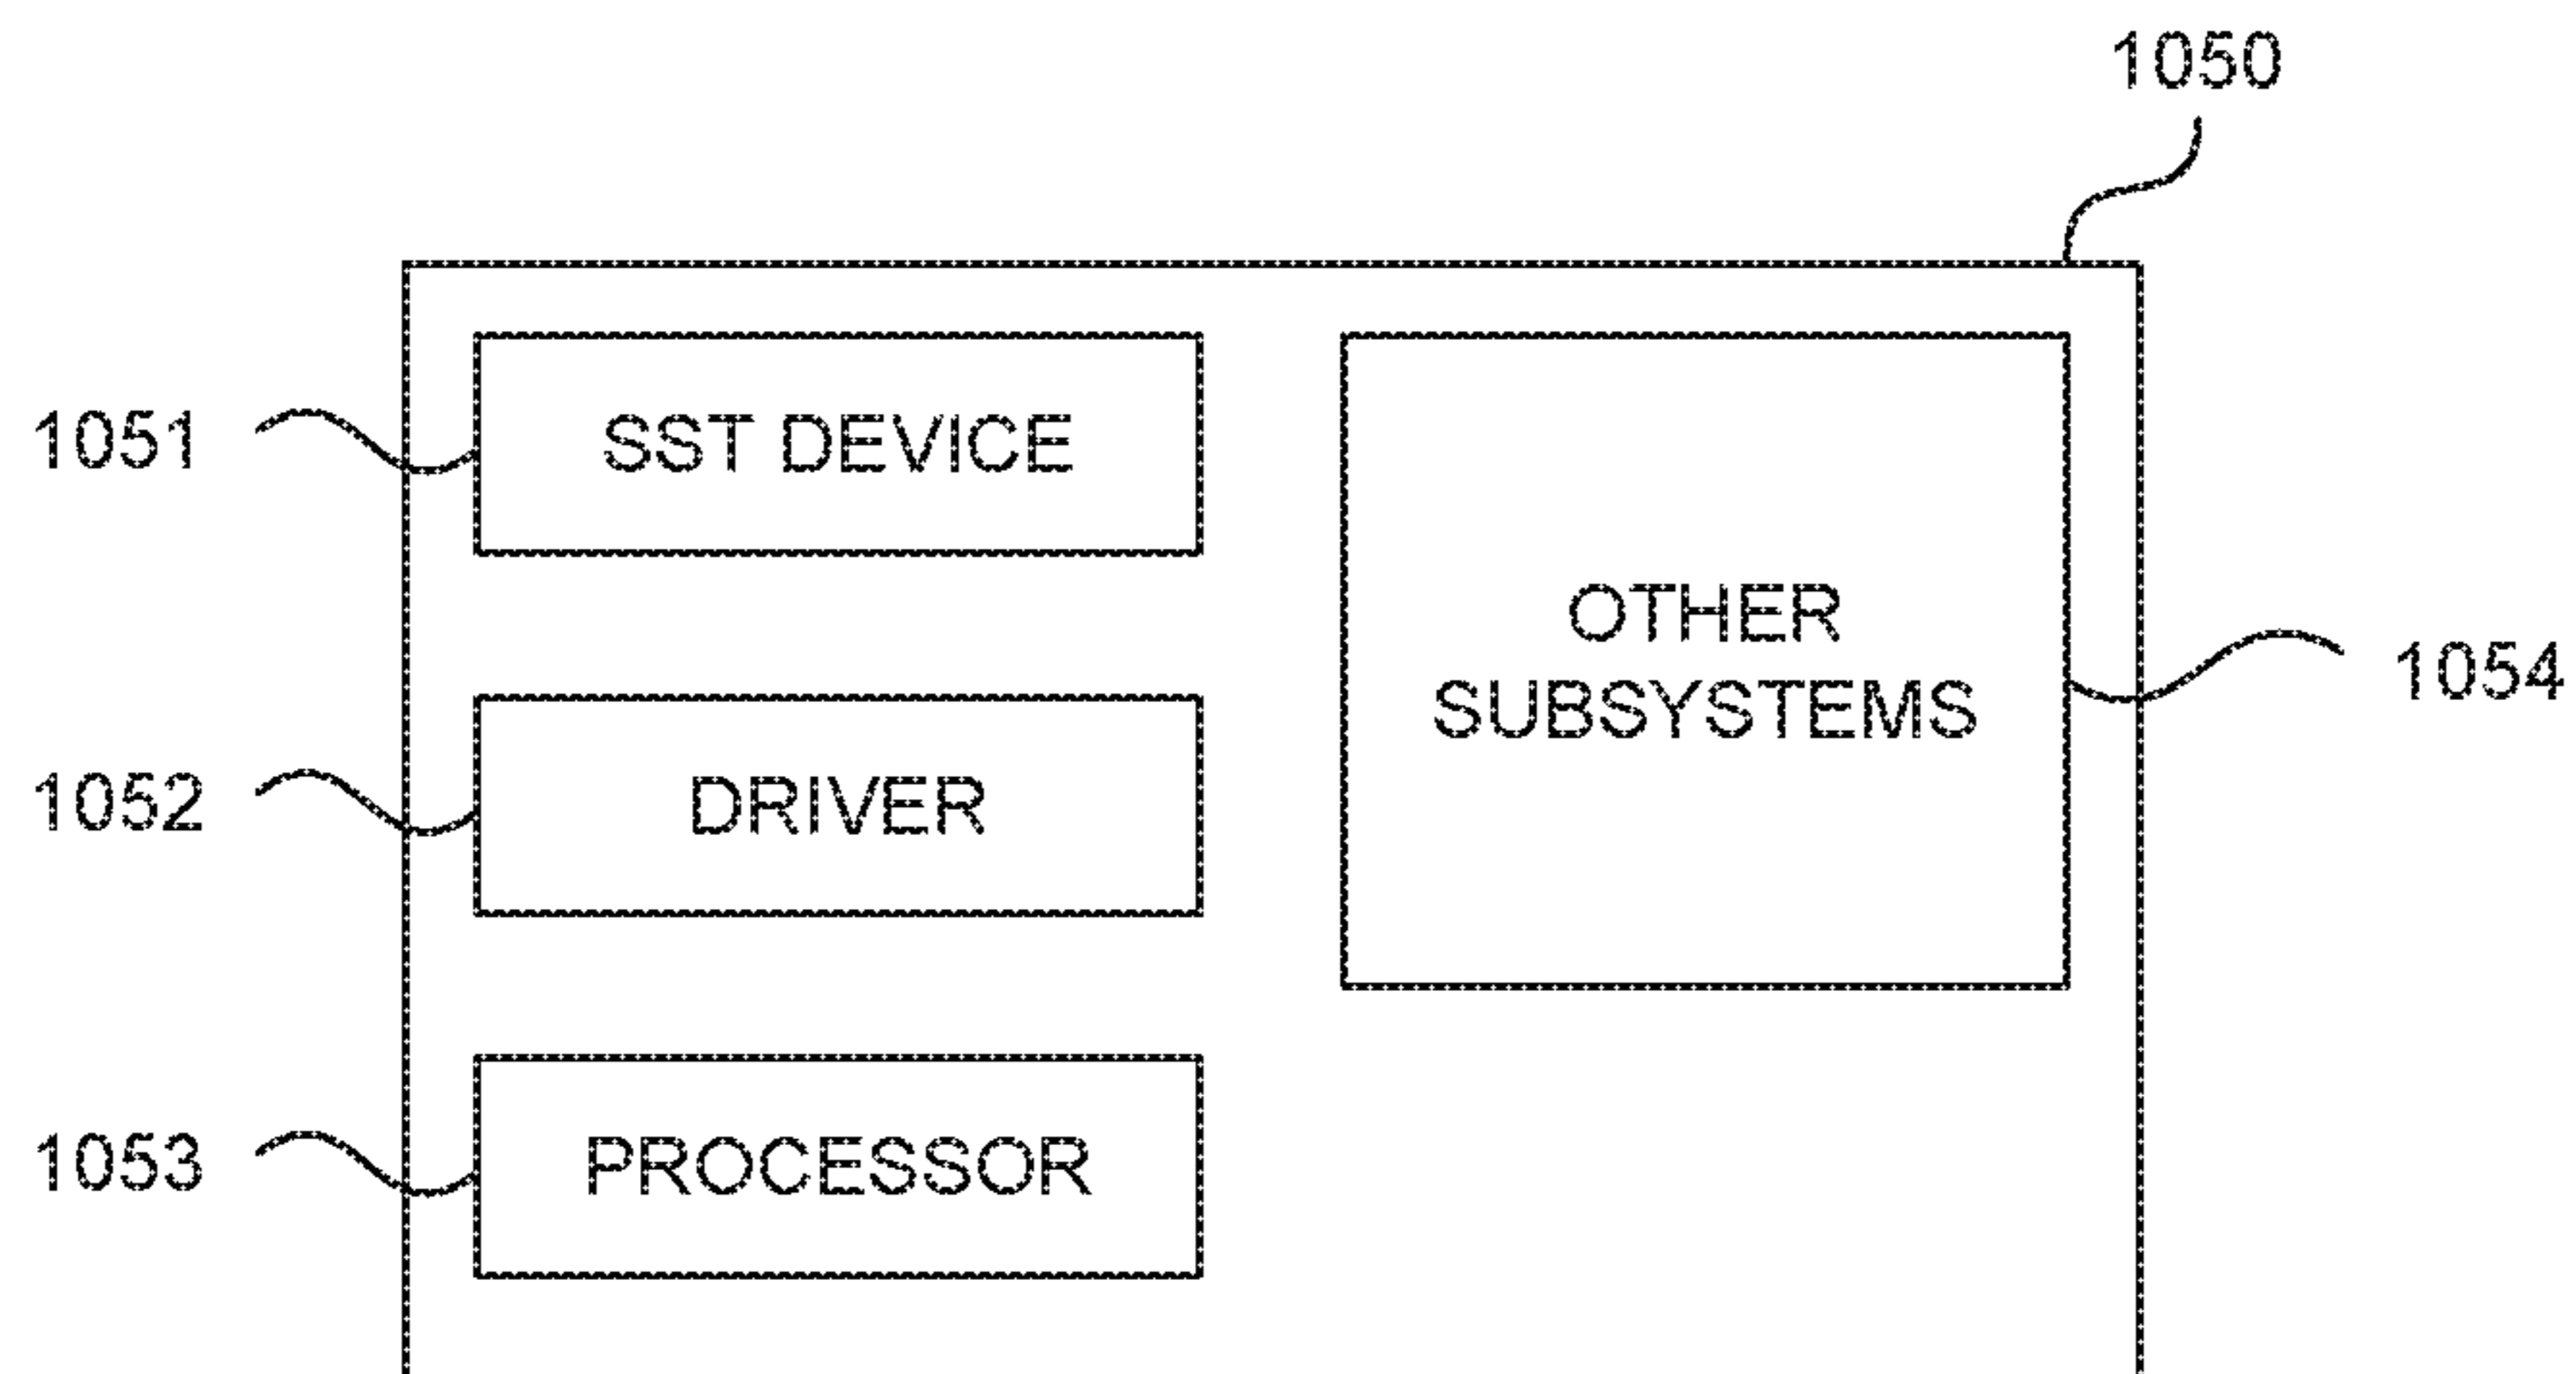 1050
1051
SST DEVICE
OTHER
SUBSYSTEMS
1054
1052
DRIVER
1053
PROCESSOR